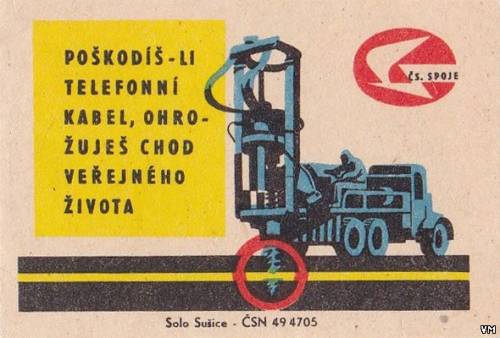 POŠKODÍŠ-LI
TELEFONNÍ
KABEL, OHRO-
ŽUJEŠ CHOD
VEŘEJNÉHO
ŽIVOTA
ČS. SPOJE
Solo Sušice - ČSN 49 4705
VM